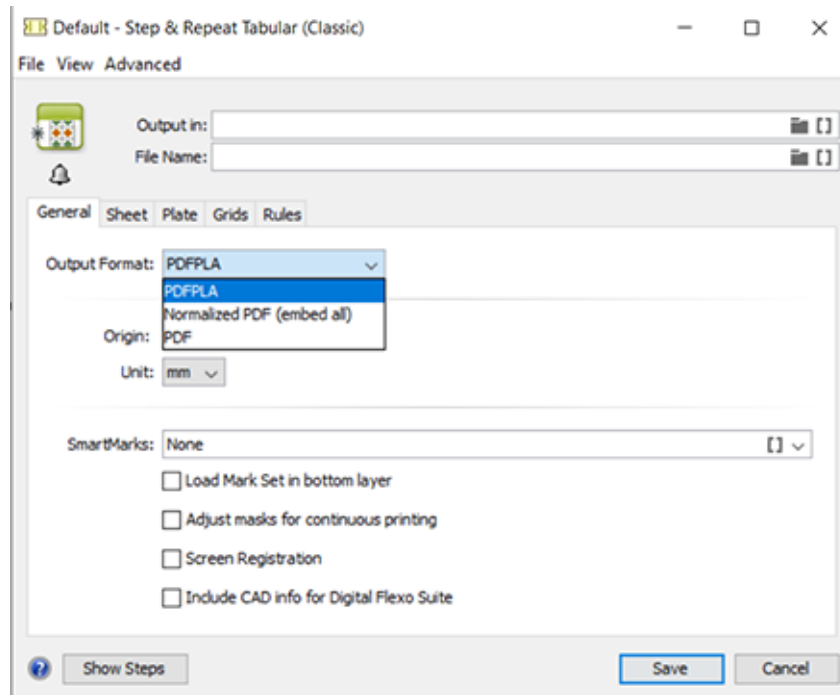 Default - Step & Repeat Tabular (Classic)
File View Advanced
Output in:
File Name:
General Sheet Plate Grids Rules
Output Format: PDFPLA
PDFPLA
Normalized PDF (embed all)
Origin: PDF
Unit: mm
SmartMarks: None
Load Mark Set in bottom layer
Adjust masks for continuous printing
Screen Registration
Include CAD info for Digital Flexo Suite
? Show Steps Save Cancel